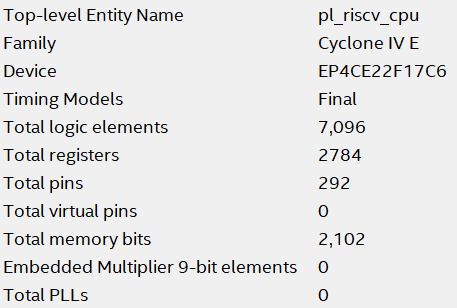 Top-level Entity Name pl_riscv_cpu
Family Cyclone IV E
Device EP4CE22F17C6
Timing Models Final
Total logic elements 7,096
Total registers 2784
Total pins 292
Total virtual pins 0
Total memory bits 2,102
Embedded Multiplier 9-bit elements 0
Total PLLs 0